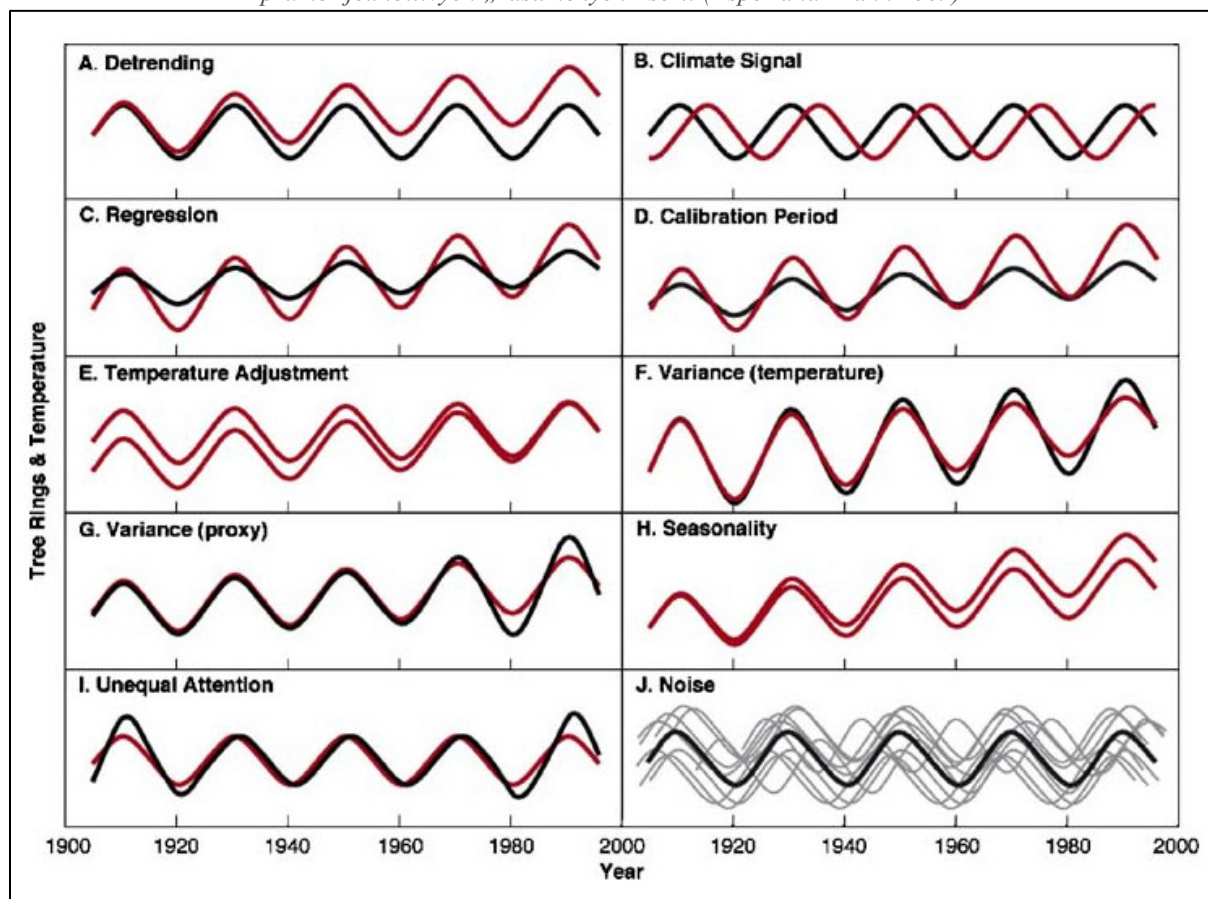 A. Detrending
B. Climate Signal
C. Regression
D. Calibration Period
E. Temperature Adjustment
F. Variance (temperature)
G. Variance (proxy)
H. Seasonality
I. Unequal Attention
J. Noise
Tree Rings & Temperature
1900 1920 1940 1960 1980 2000 1920 1940 1960 1980 2000
Year